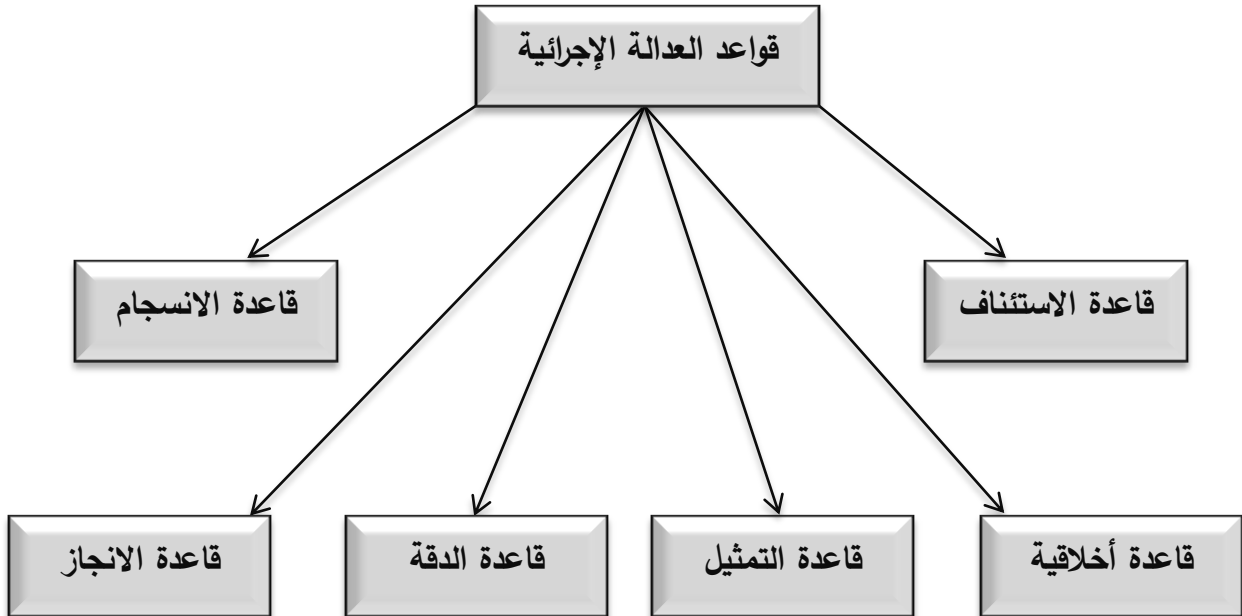 قواعد العدالة الإجرائية
قاعدة الاستئناف
قاعدة الانسجام
قاعدة أخلاقية
قاعدة التمثيل
قاعدة الدقة
قاعدة الانجاز